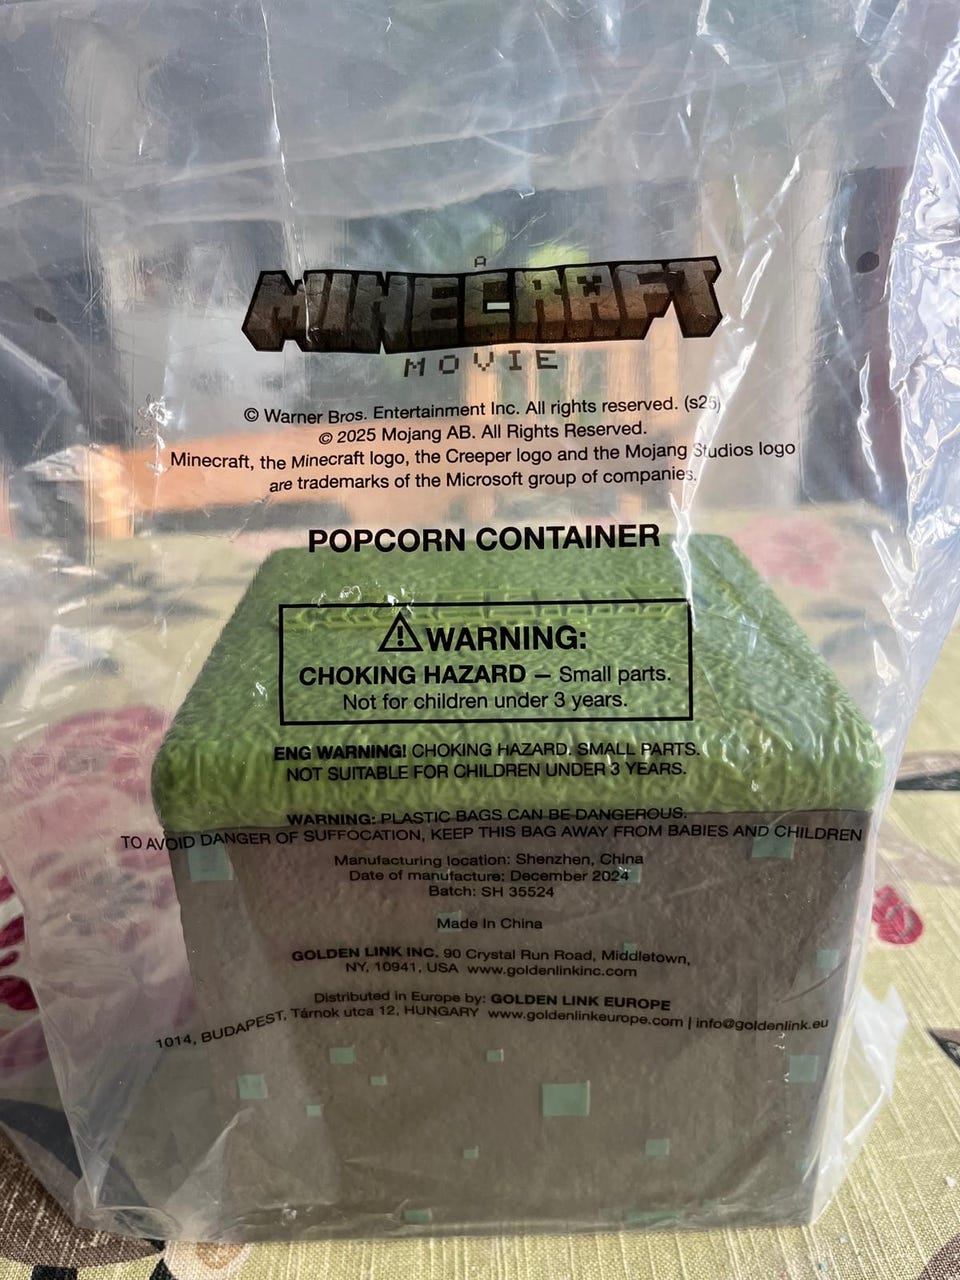 A
MINECRAFT
MOVIE
© Warner Bros. Entertainment Inc. All rights reserved. (s25)
© 2025 Mojang AB. All Rights Reserved.
Minecraft, the Minecraft logo, the Creeper logo and the Mojang Studios logo
are trademarks of the Microsoft group of companies.
POPCORN CONTAINER
⚠WARNING:
CHOKING HAZARD — Small parts.
Not for children under 3 years.
ENG WARNING! CHOKING HAZARD. SMALL PARTS.
NOT SUITABLE FOR CHILDREN UNDER 3 YEARS.
WARNING: PLASTIC BAGS CAN BE DANGEROUS.
TO AVOID DANGER OF SUFFOCATION, KEEP THIS BAG AWAY FROM BABIES AND CHILDREN
Manufacturing location: Shenzhen, China
Date of manufacture: December 2024
Batch: SH 35524
Made In China
GOLDEN LINK INC. 90 Crystal Run Road, Middletown,
NY, 10941, USA www.goldenlinkinc.com
Distributed in Europe by: GOLDEN LINK EUROPE
1014, BUDAPEST, Tárnok utca 12, HUNGARY www.goldenlinkeurope.com | info@goldenlink.eu